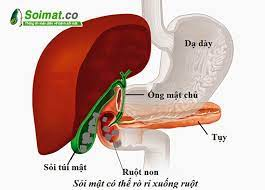 Soimat.co
Dạ dày
Ống mật chủ
Tụy
Sỏi túi mật
Ruột non
Sỏi mật có thể rò rỉ xuống ruột